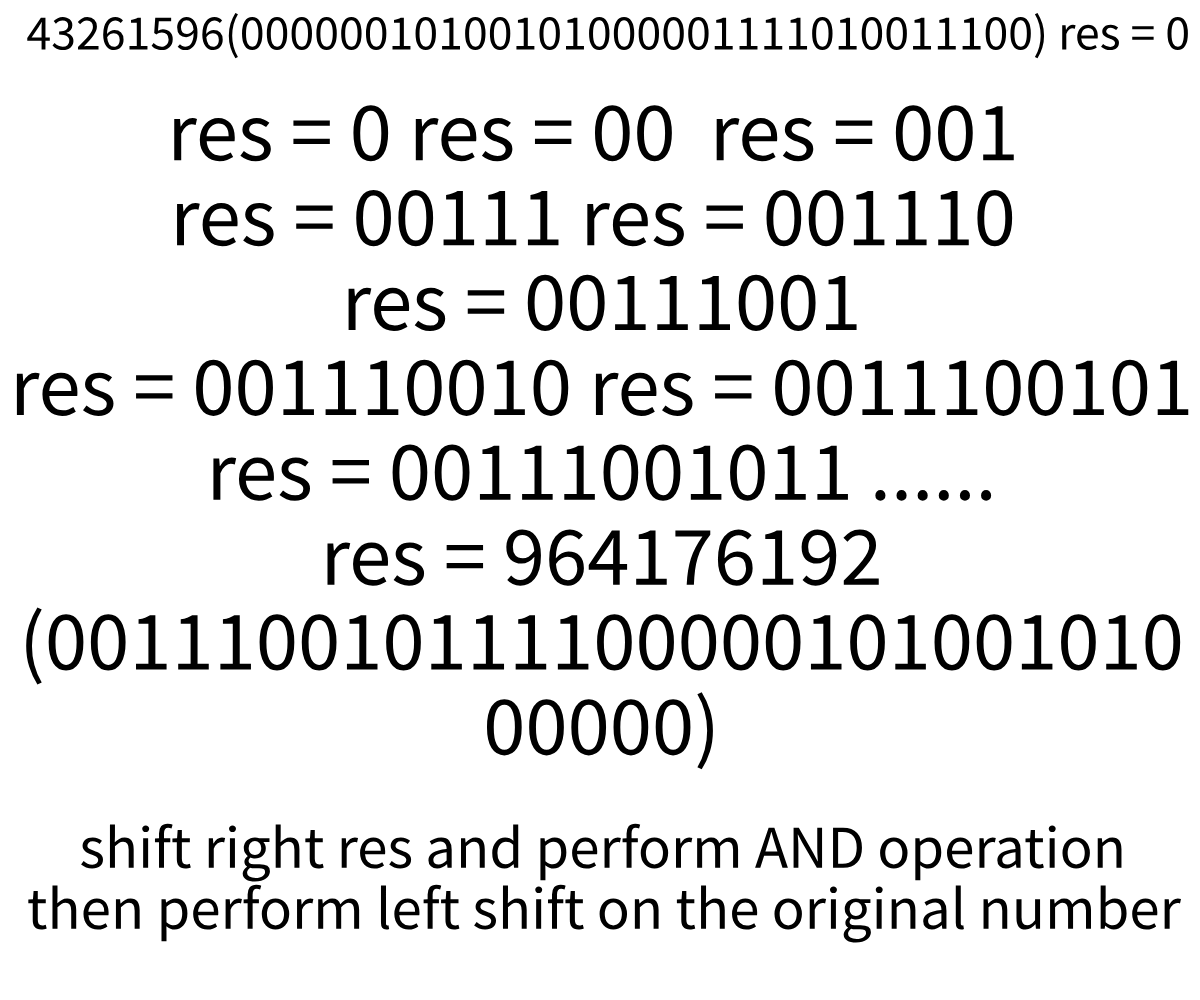 43261596(00000010100101000001111010011100) res = 0
res = 0 res = 00  res = 001
res = 00111 res = 001110
res = 00111001
res = 001110010 res = 0011100101
res = 00111001011 ......
res = 964176192
(001110010111100000101001010
00000)
shift right res and perform AND operation
then perform left shift on the original number